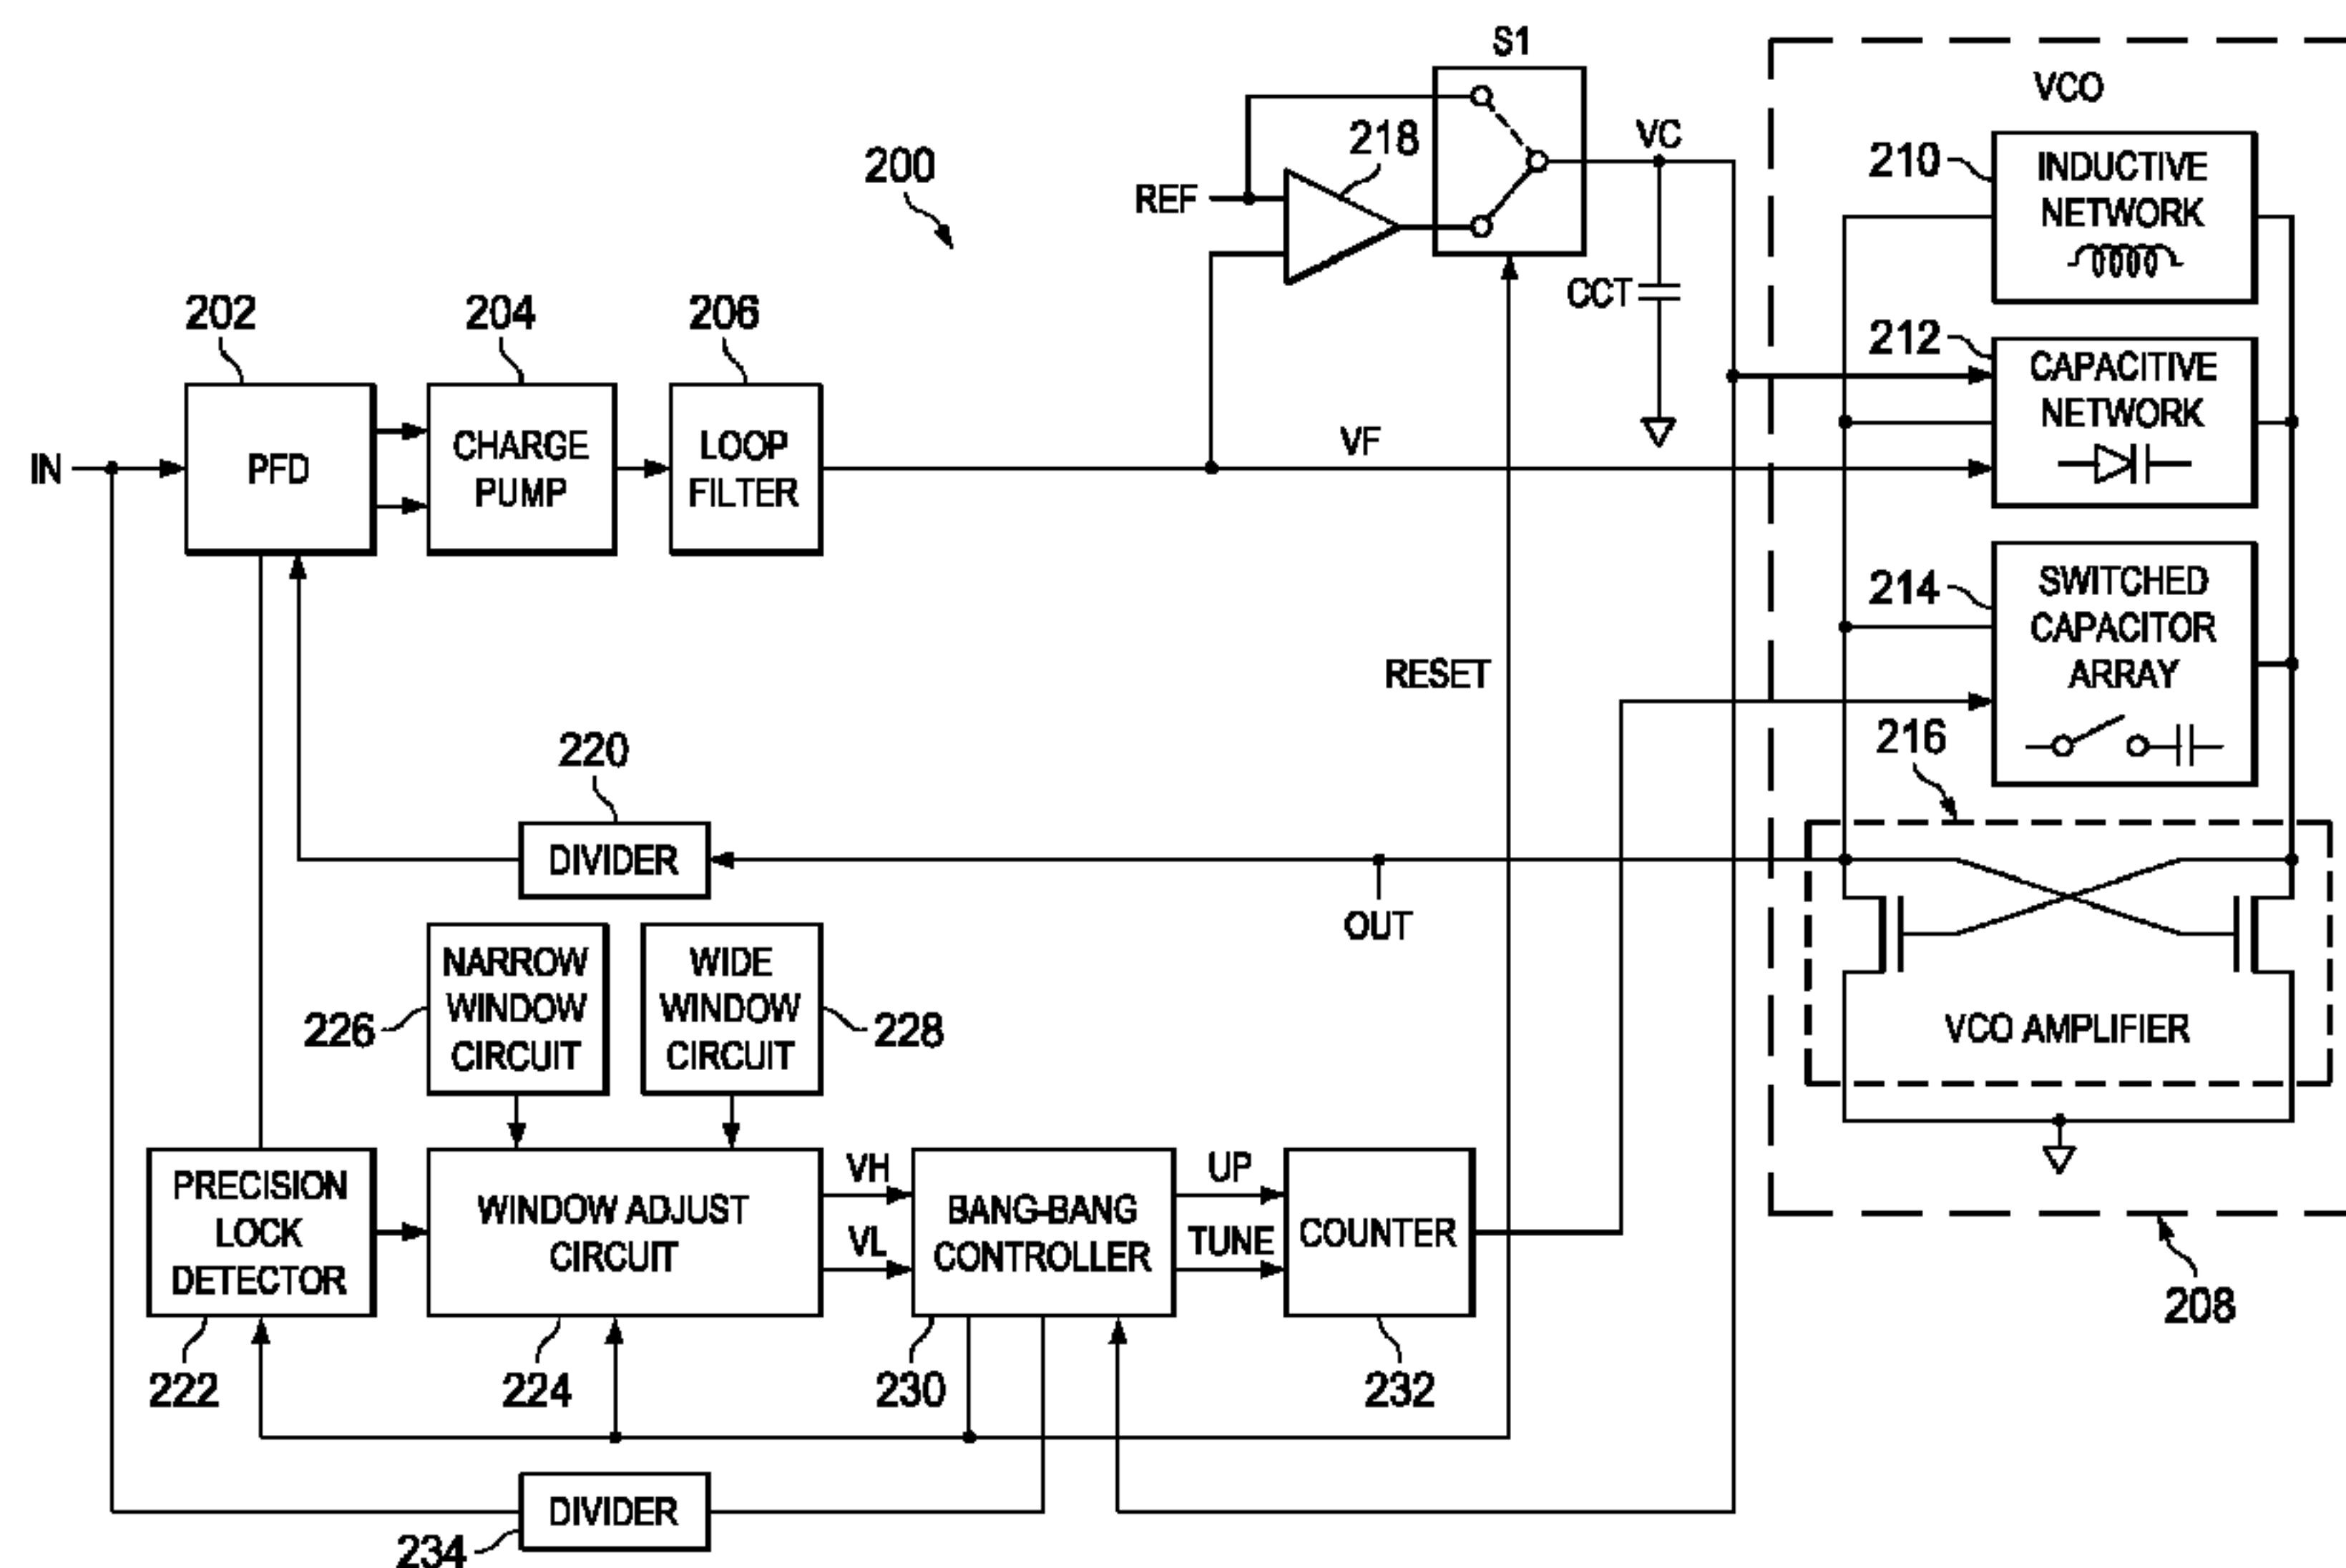 S1
VCO
218
VC
210
INDUCTIVE
NETWORK
200
REF
CCT
202
204
206
212
CAPACITIVE
NETWORK
IN
PFD
CHARGE
PUMP
LOOP
FILTER
VF
214
SWITCHED
CAPACITOR
ARRAY
RESET
216
220
DIVIDER
OUT
NARROW
WINDOW
CIRCUIT
WIDE
WINDOW
CIRCUIT
226
228
VCO AMPLIFIER
PRECISION
LOCK
DETECTOR
WINDOW ADJUST
CIRCUIT
VH
VL
BANG-BANG
CONTROLLER
UP
TUNE
COUNTER
208
222
224
230
232
DIVIDER
234